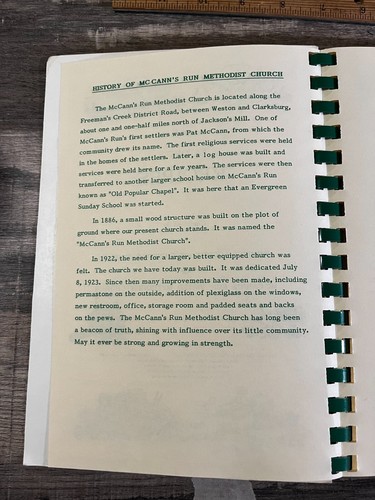 HISTORY OF MCCANN'S RUN METHODIST CHURCH
The McCann's Run Methodist Church is located along the
Freeman's Creek District Road, between Weston and Clarksburg,
about one and one-half miles north of Jackson's Mill. One of
McCann's Run's first settlers was Pat McCann, from which the
community drew its name. The first religious services were held
in the homes of the settlers. Later, a log house was built and
services were held here for a few years. The services were then
transferred to another larger school house on McCann's Run
known as "Old Popular Chapel". It was here that an Evergreen
Sunday School was started.
In 1886, a small wood structure was built on the plot of
ground where our present church stands. It was named the
"McCann's Run Methodist Church".
In 1922, the need for a larger, better equipped church was
felt. The church we have today was built. It was dedicated July
8, 1923. Since then many improvements have been made, including
permastone on the outside, addition of plexiglass on the windows,
new restroom, office, storage room and padded seats and backs
on the pews. The McCann's Run Methodist Church has long been
a beacon of truth, shining with influence over its little community.
May it ever be strong and growing in strength.